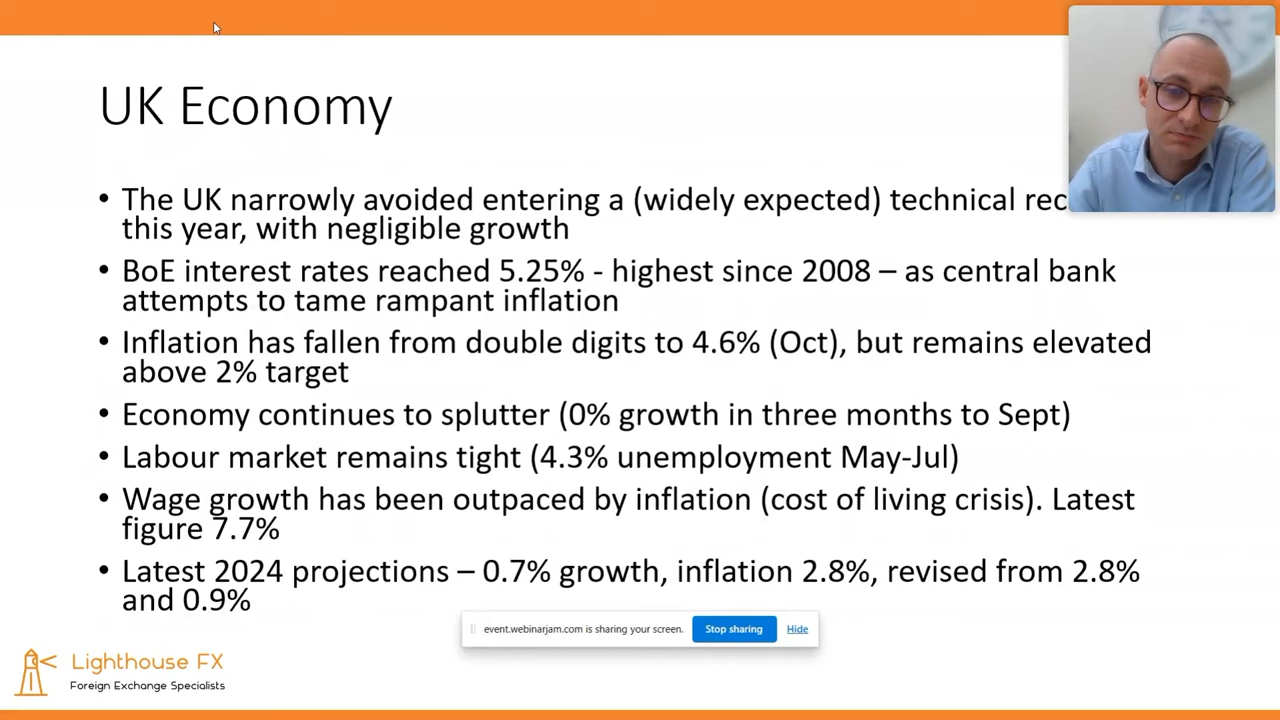 UK Economy
• The UK narrowly avoided entering a (widely expected) technical rec
this year, with negligible growth
• BoE interest rates reached 5.25% - highest since 2008 – as central bank
attempts to tame rampant inflation
• Inflation has fallen from double digits to 4.6% (Oct), but remains elevated
above 2% target
• Economy continues to splutter (0% growth in three months to Sept)
• Labour market remains tight (4.3% unemployment May-Jul)
• Wage growth has been outpaced by inflation (cost of living crisis). Latest
figure 7.7%
• Latest 2024 projections – 0.7% growth, inflation 2.8%, revised from 2.8%
and 0.9%
event.webinarjam.com is sharing your screen. Stop sharing Hide
Lighthouse FX
Foreign Exchange Specialists